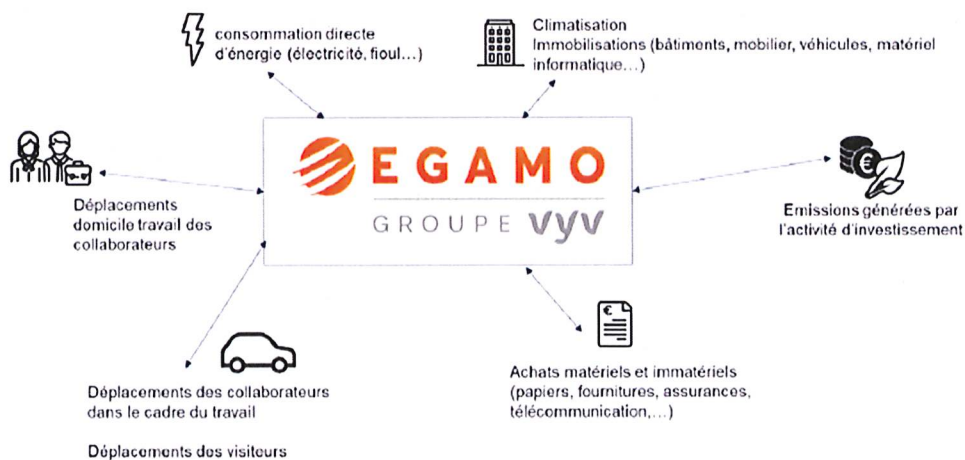 consommation directe
d'énergie (électricité, fioul...)
Climatisation
Immobilisations (bâtiments, mobilier, véhicules, matériel
informatique...)
EGAMO
GROUPE vyv
Déplacements
domicile travail des
collaborateurs
€
Emissions générées par
l'activité d'investissement
Déplacements des collaborateurs
dans le cadre du travail
Déplacements des visiteurs
€
Achats matériels et immatériels
(papiers, fournitures, assurances,
télécommunication,...)